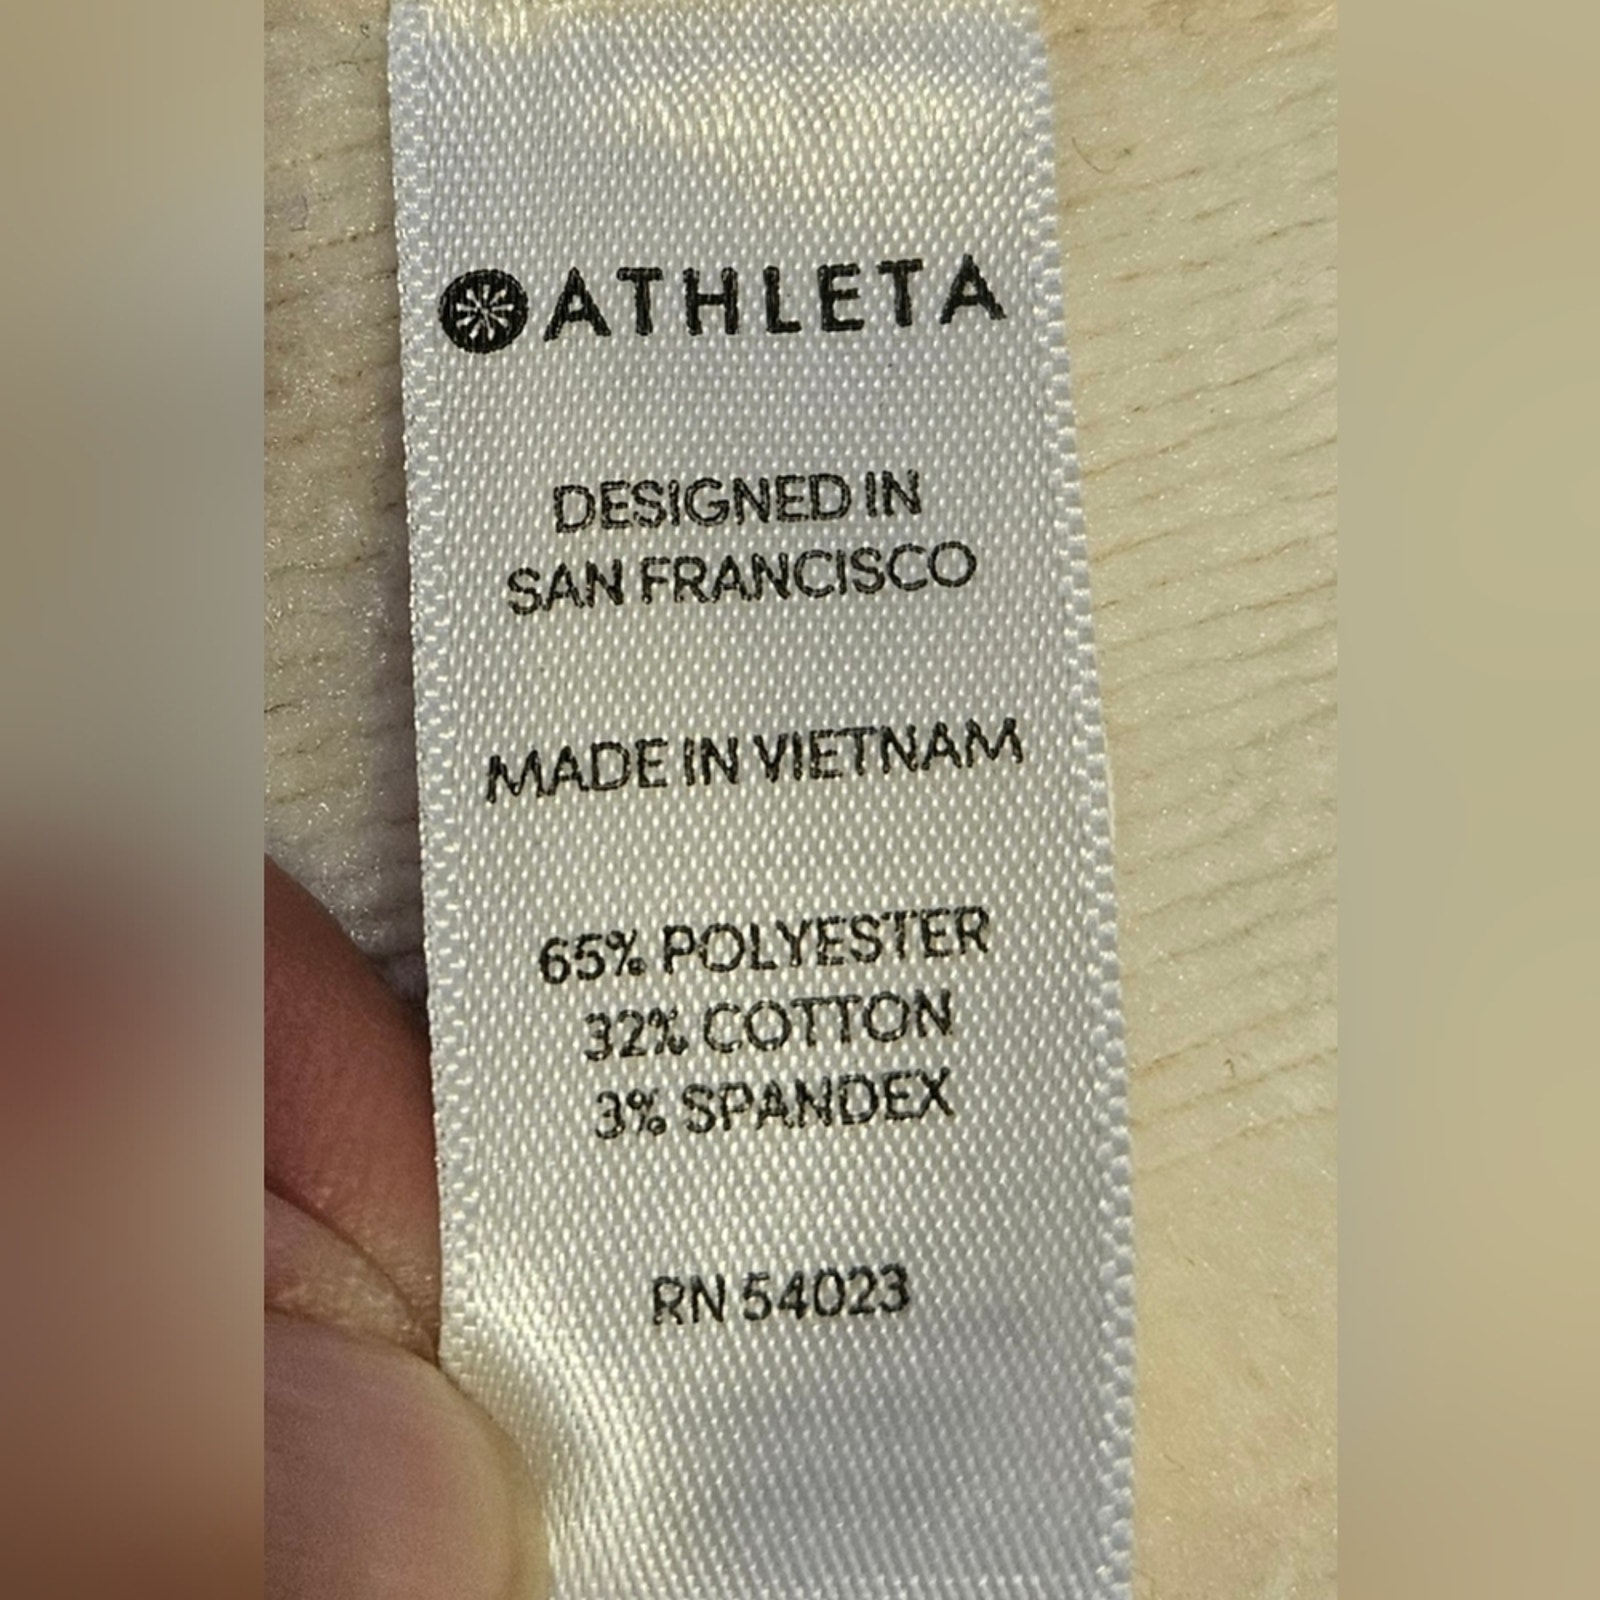 ATHLETA
DESIGNED IN
SAN FRANCISCO
MADE IN VIETNAM
65% POLYESTER
32% COTTON
3% SPANDEX
RN 54023